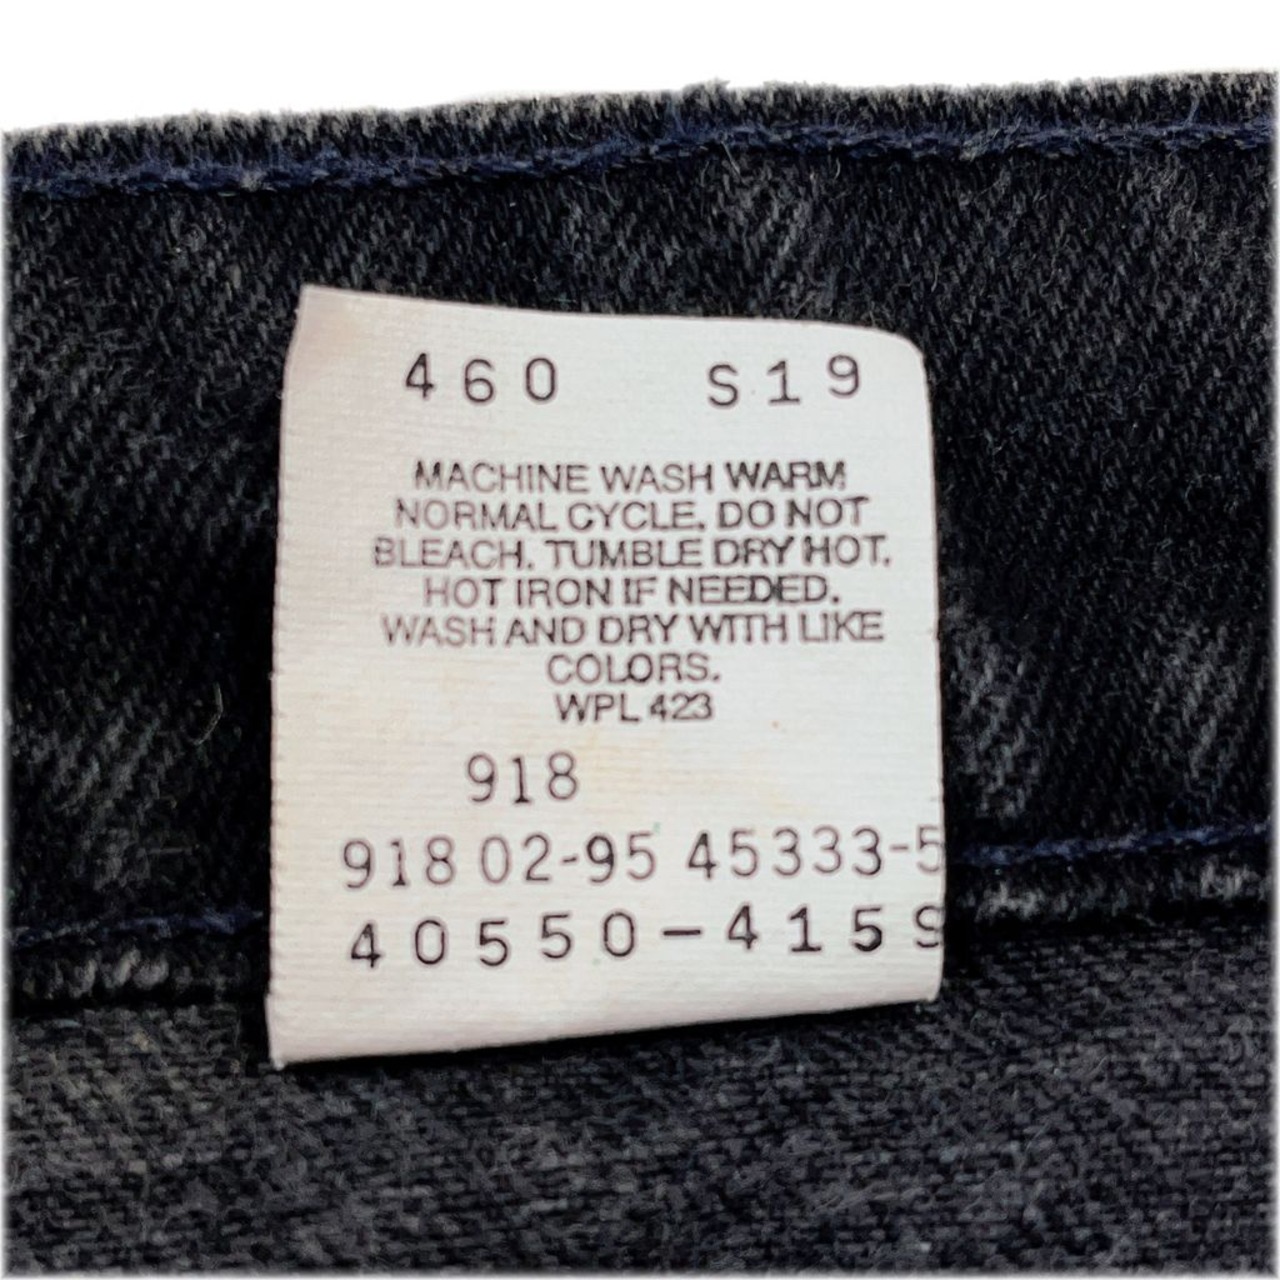 460 S19
MACHINE WASH WARM
NORMAL CYCLE. DO NOT
BLEACH. TUMBLE DRY HOT.
HOT IRON IF NEEDED.
WASH AND DRY WITH LIKE
COLORS.
WPL 423
918
918 02-95 45333-5
40550-4159